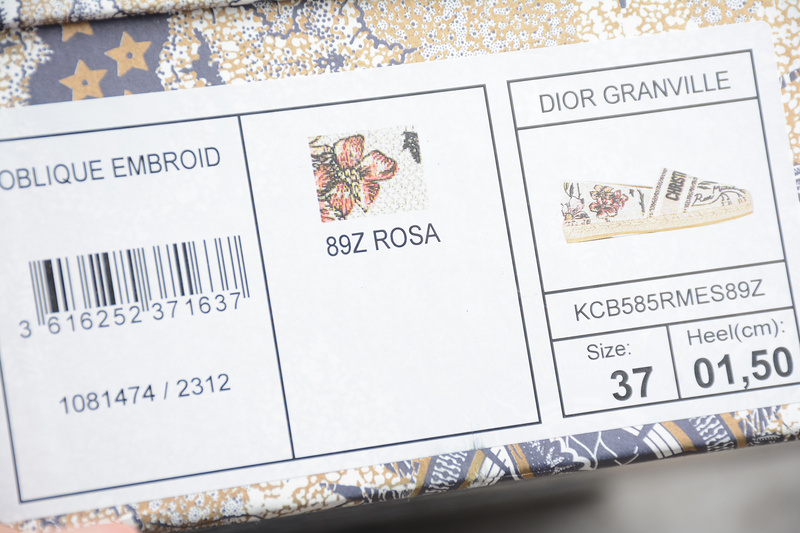 OBLIQUE EMBROID
3 616252 371637
1081474 / 2312
89Z ROSA
DIOR GRANVILLE
KCB585RMES89Z
Size:
37
Heel(cm):
01,50